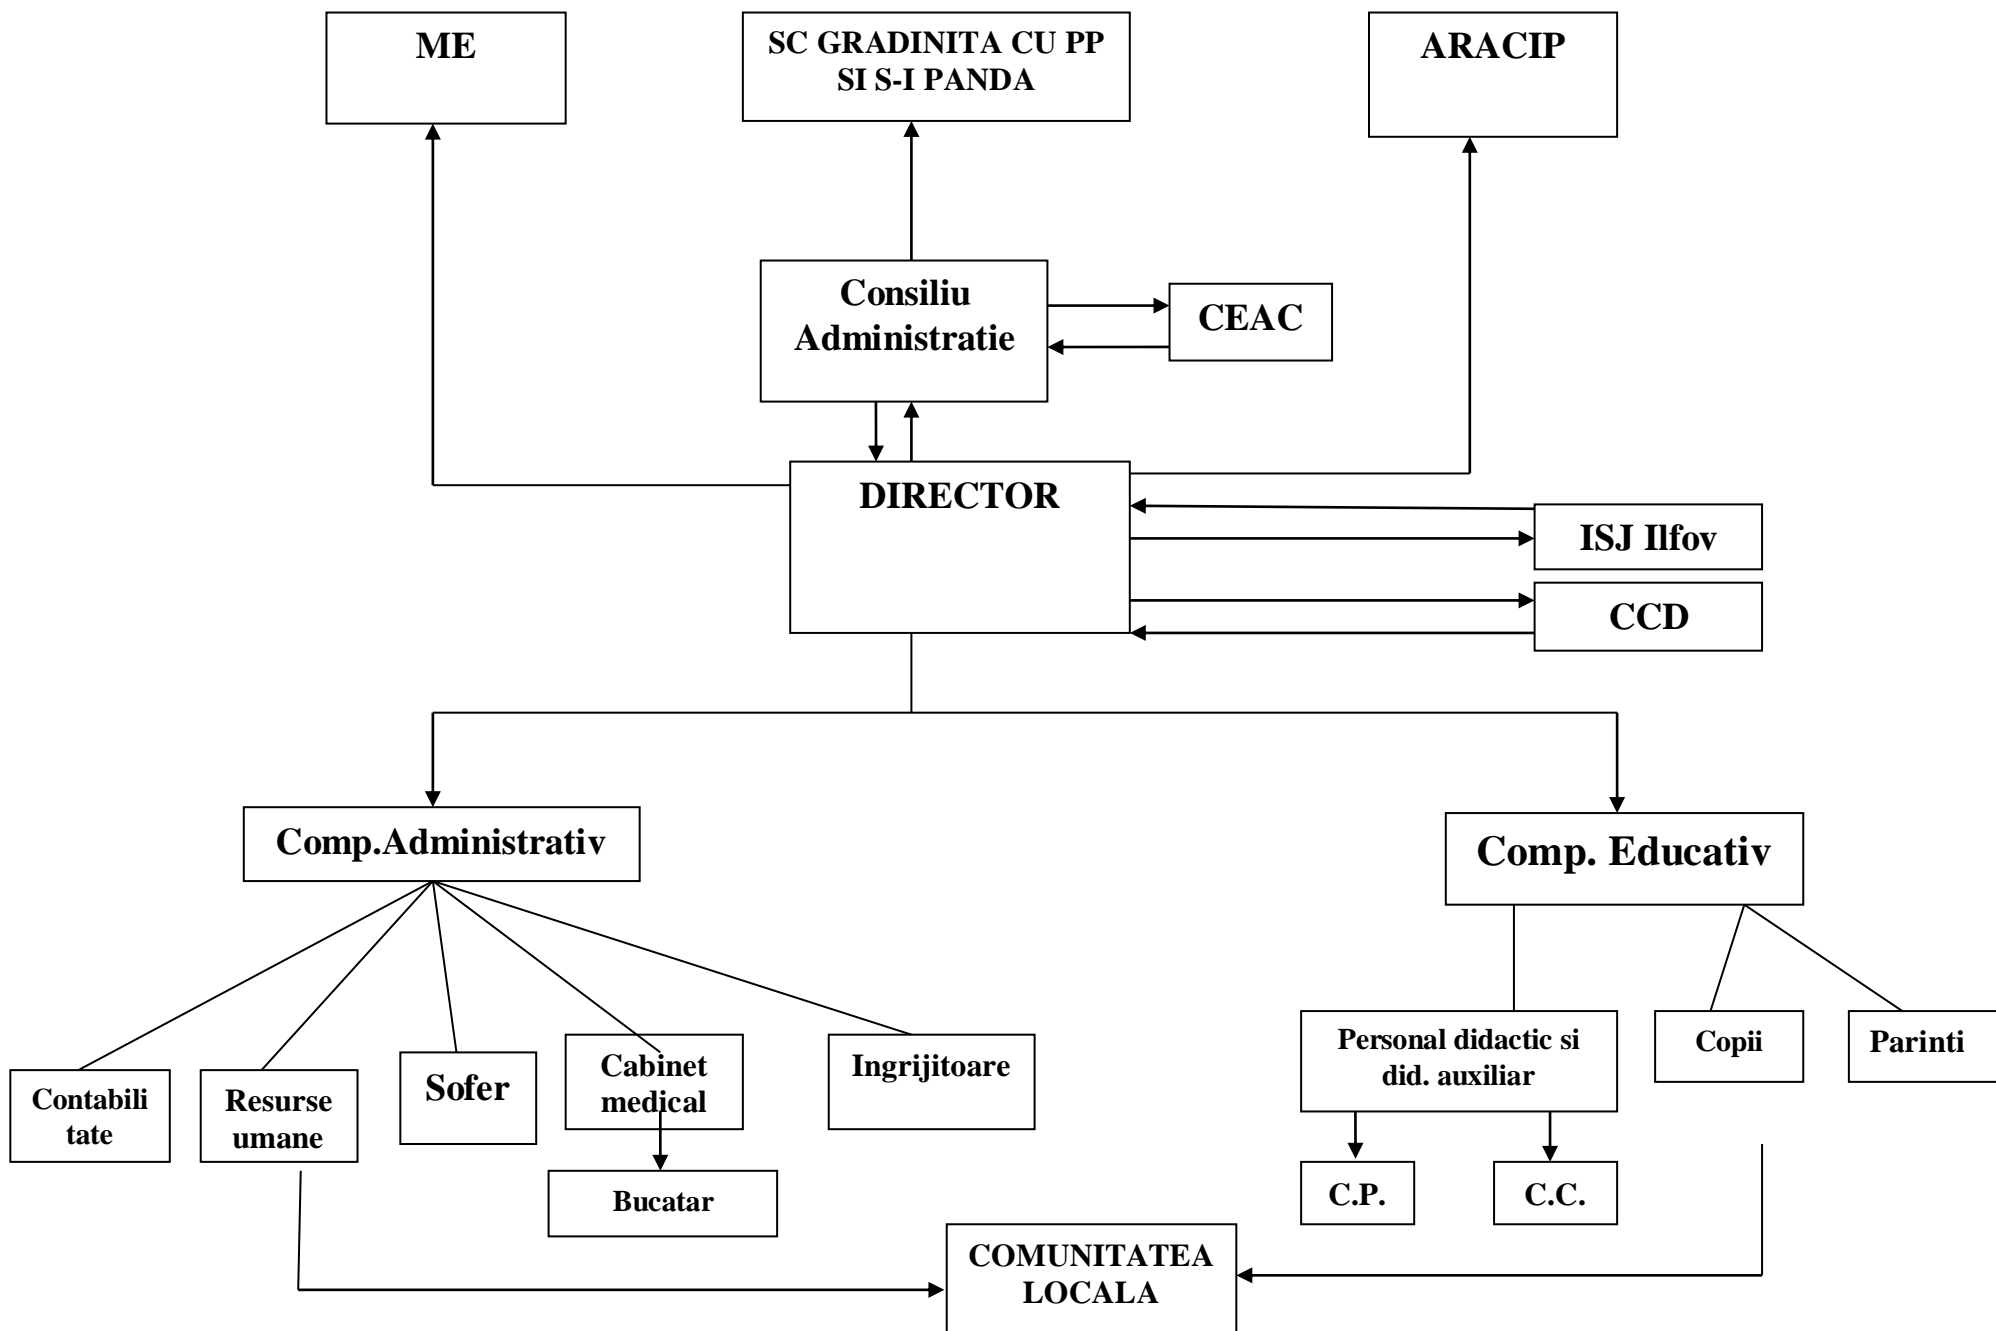 ME
SC GRADINITA CU PP
SI S-I PANDA
ARACIP
Consiliu
Administratie
CEAC
DIRECTOR
ISJ Ilfov
CCD
Comp.Administrativ
Comp. Educativ
Contabili
tate
Resurse
umane
Sofer
Cabinet
medical
Ingrijitoare
Personal didactic si
did. auxiliar
Copii
Parinti
Bucatar
C.P.
C.C.
COMUNITATEA
LOCALA